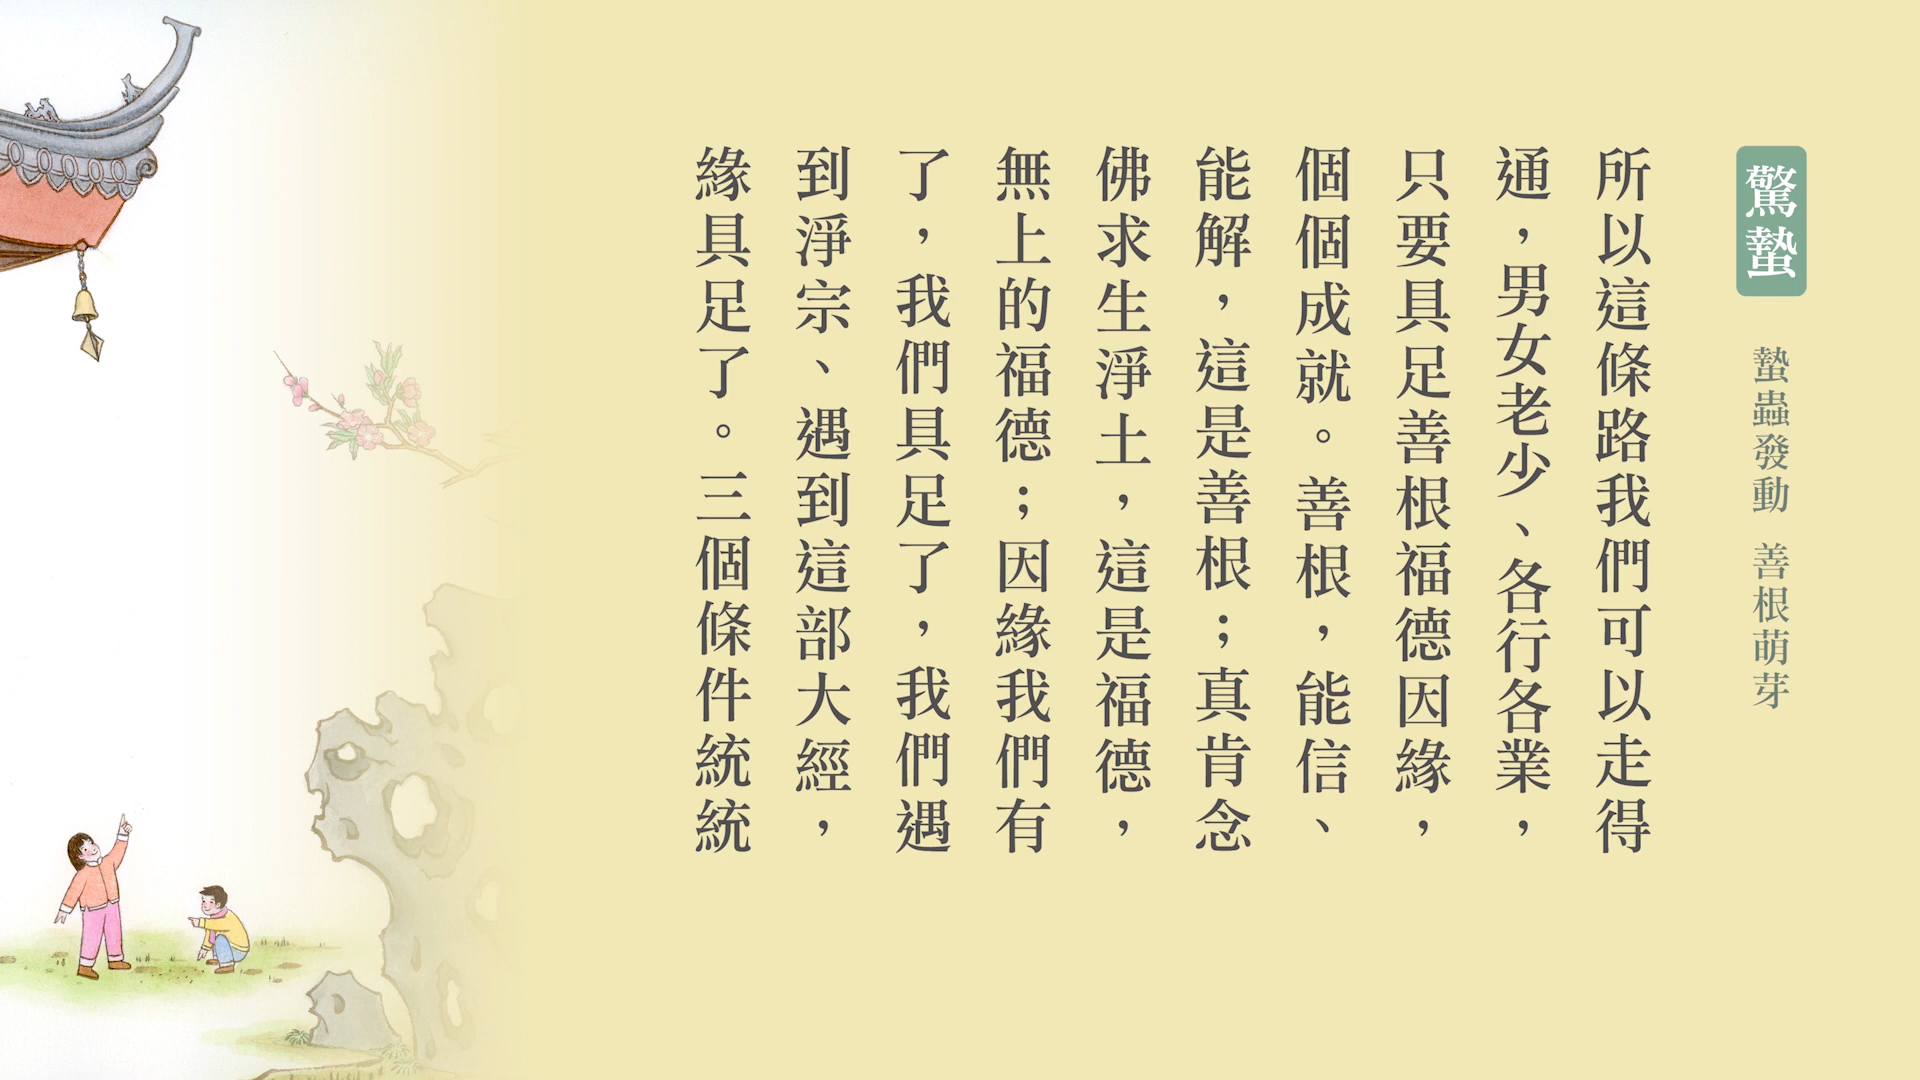 驚蟄
蟄蟲發動 善根萌芽
所以這條路我們可以走得
通，男女老少、各行各業，
只要具足善根福德因緣，
個個成就。善根，能信、
能解，這是善根；真肯念
佛求生淨土，這是福德，
無上的福德；因緣我們有
了，我們具足了，我們遇
到淨宗、遇到這部大經，
緣具足了。三個條件統統